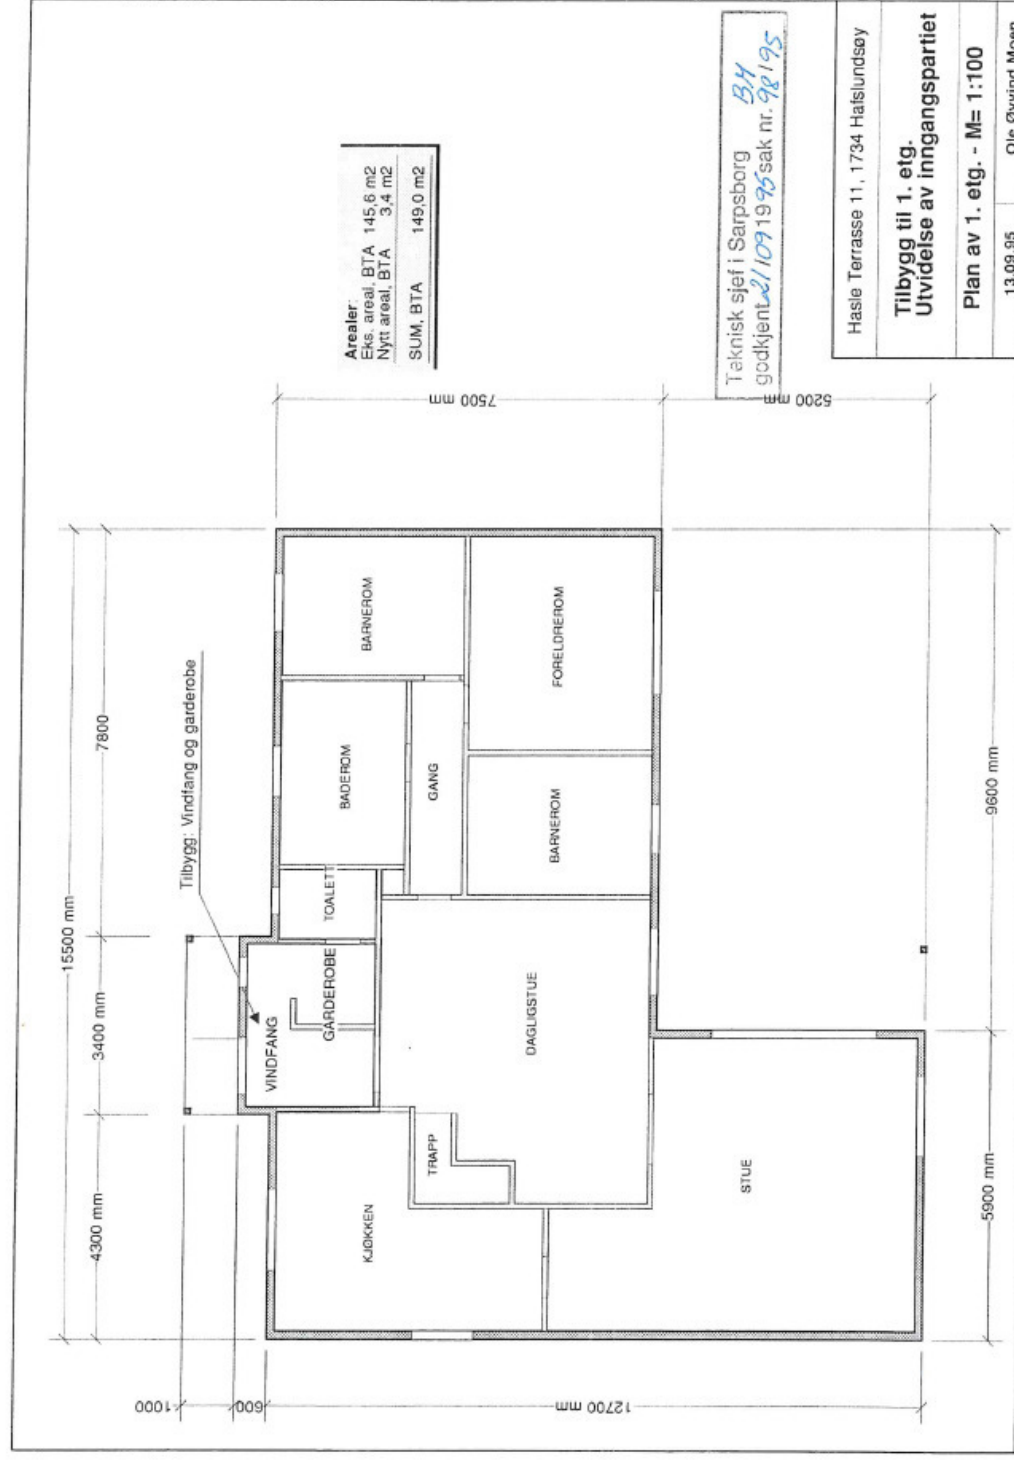 15500 mm
4300 mm
3400 mm
7800
Tilbygg: Vindfang og garderobe
1000
600
12700 mm
7500 mm
5200 mm
5900 mm
9600 mm
KJØKKEN
TRAPP
VINDFANG
GARDEROBE
TOALETT
BADEROM
BARNEROM
GANG
DAGLIGSTUE
BARNEROM
FORELDREROM
STUE
Arealer:
Eks. areal, BTA 145,6 m2
Nytt areal, BTA 3,4 m2
SUM, BTA 149,0 m2
Teknisk sjef i Sarpsborg BH
godkjent 21/09 1995 sak nr. 98/95
Hasle Terrasse 11, 1734 Hafslundsøy
Tilbygg til 1. etg.
Utvidelse av inngangspartiet
Plan av 1. etg. - M= 1:100
13.09.95 Ole Øyvind Moen